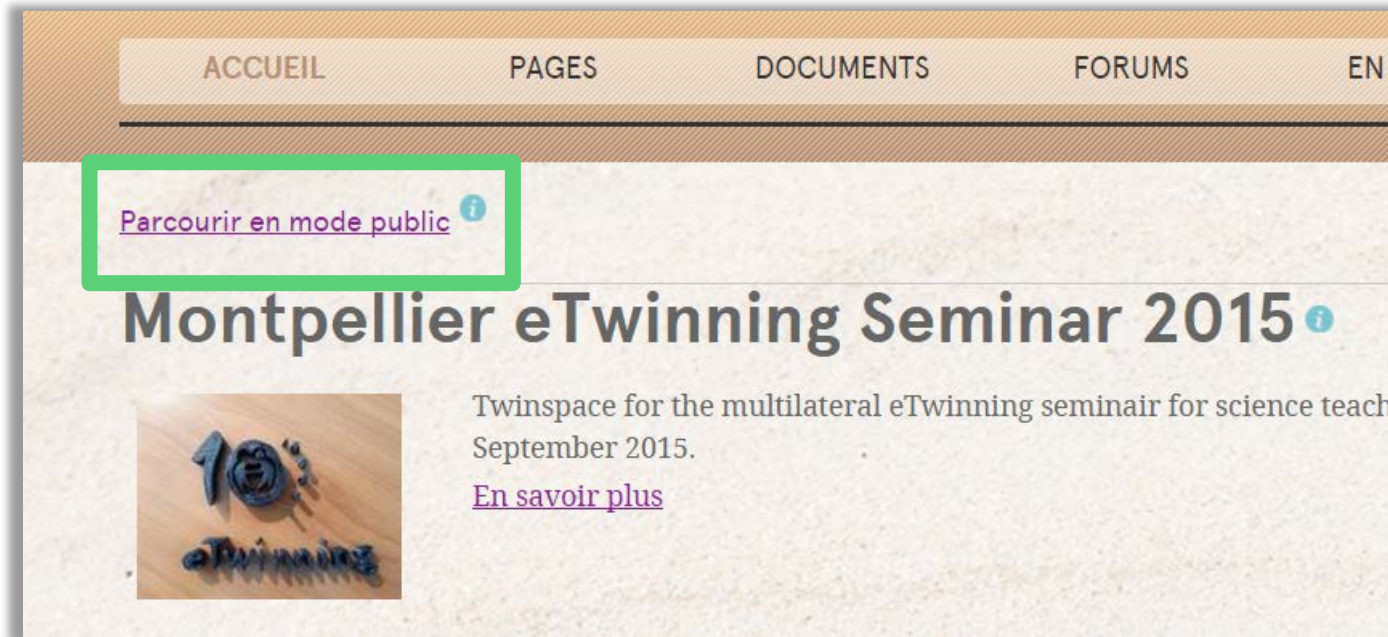 ACCUEIL PAGES DOCUMENTS FORUMS EN
Parcourir en mode public
Montpellier eTwinning Seminar 2015
Twinspace for the multilateral eTwinning seminair for science teach
September 2015.
En savoir plus
10
eTwinning